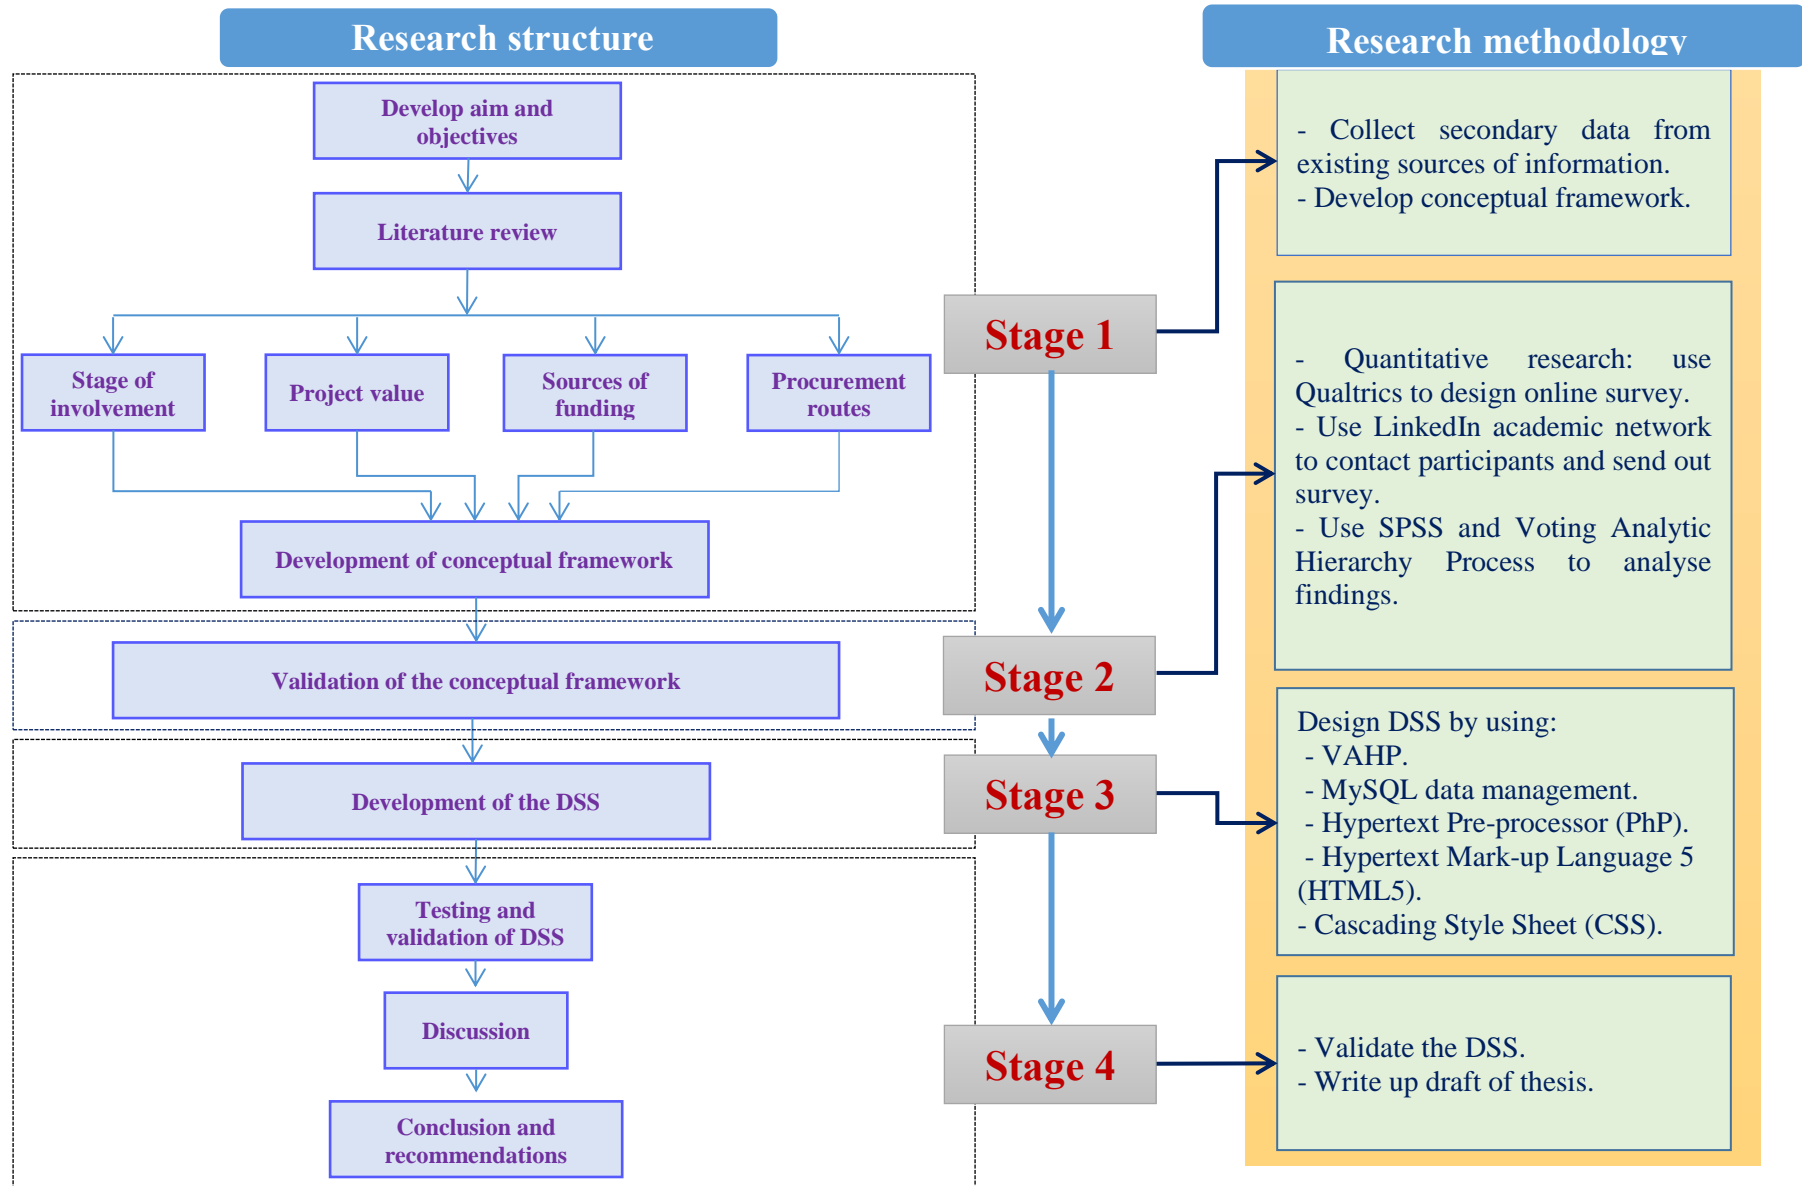 Research structure
Research methodology
Develop aim and
objectives
Literature review
Stage of
involvement
Project value
Sources of
funding
Procurement
routes
Development of conceptual framework
Validation of the conceptual framework
Development of the DSS
Testing and
validation of DSS
Discussion
Conclusion and
recommendations
Stage 1
Stage 2
Stage 3
Stage 4
- Collect secondary data from
existing sources of information.
- Develop conceptual framework.
- Quantitative research: use
Qualtrics to design online survey.
- Use LinkedIn academic network
to contact participants and send out
survey.
- Use SPSS and Voting Analytic
Hierarchy Process to analyse
findings.
Design DSS by using:
- VAHP.
- MySQL data management.
- Hypertext Pre-processor (PhP).
- Hypertext Mark-up Language 5
(HTML5).
- Cascading Style Sheet (CSS).
- Validate the DSS.
- Write up draft of thesis.